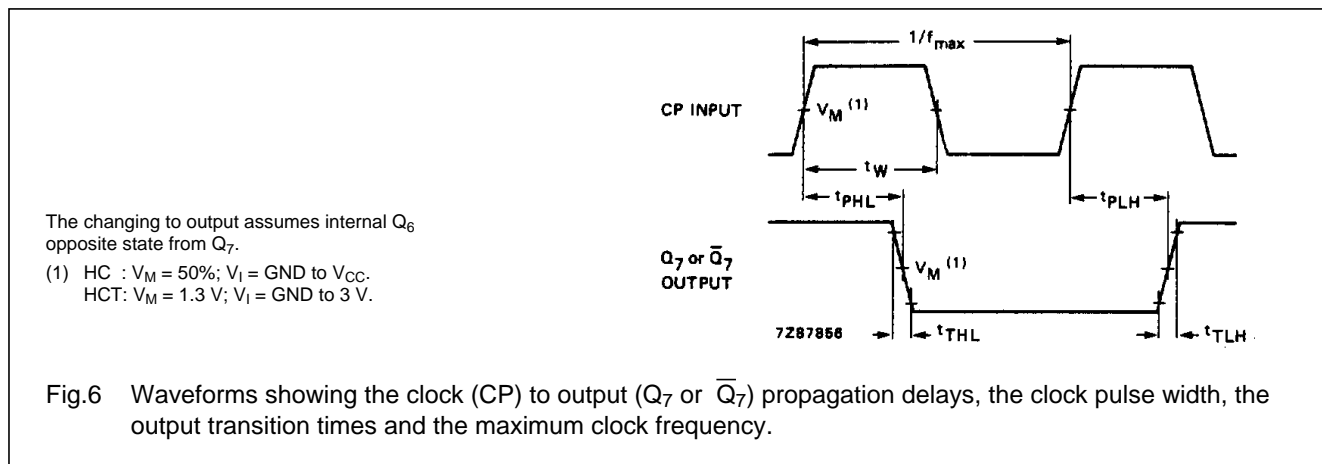 1/fmax
CP INPUT
VM (1)
tW
tPHL
tPLH
The changing to output assumes internal Q6
opposite state from Q7.
(1) HC : VM = 50%; VI = GND to VCC.
HCT: VM = 1.3 V; VI = GND to 3 V.
Q7 or Q̅7
OUTPUT
VM (1)
7Z87856
tTHL
tTLH
Fig.6 Waveforms showing the clock (CP) to output (Q7 or Q̅7) propagation delays, the clock pulse width, the
output transition times and the maximum clock frequency.